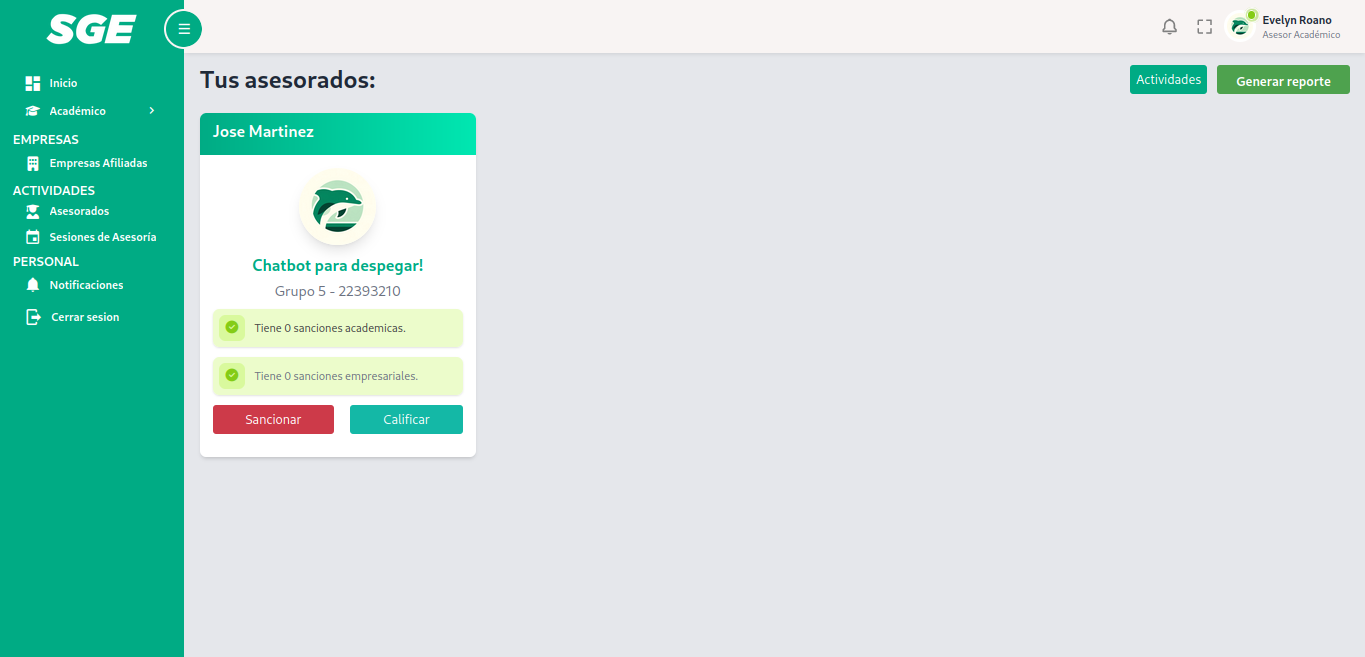 SGE
Evelyn Roano
Asesor Académico
Inicio
Académico
EMPRESAS
Empresas Afiliadas
ACTIVIDADES
Asesorados
Sesiones de Asesoría
PERSONAL
Notificaciones
Cerrar sesion
Tus asesorados:
Actividades
Generar reporte
Jose Martinez
Chatbot para despegar!
Grupo 5 - 22393210
Tiene 0 sanciones academicas.
Tiene 0 sanciones empresariales.
Sancionar
Calificar